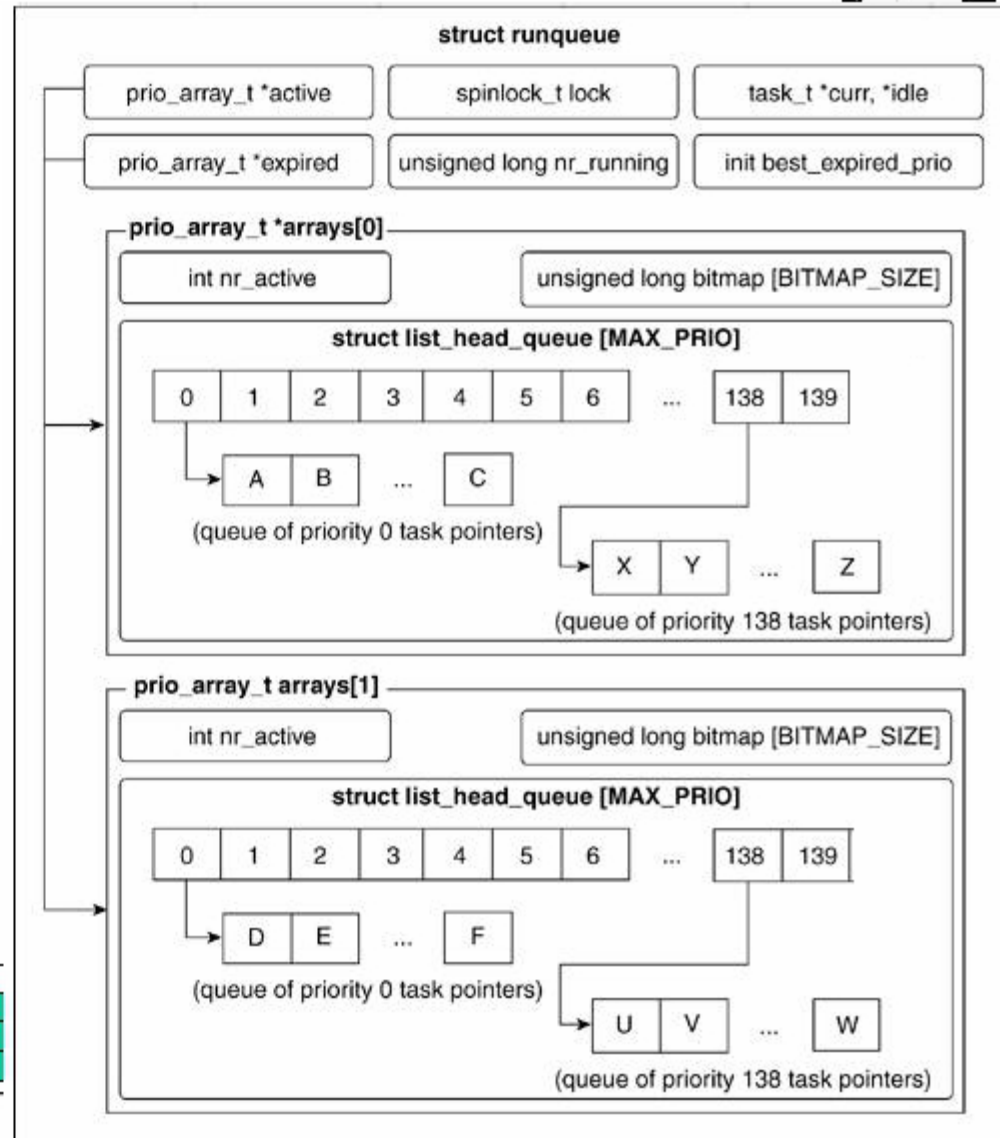 struct runqueue
prio_array_t *active
spinlock_t lock
task_t *curr, *idle
prio_array_t *expired
unsigned long nr_running
init best_expired_prio
prio_array_t *arrays[0]
int nr_active
unsigned long bitmap [BITMAP_SIZE]
struct list_head_queue [MAX_PRIO]
0 1 2 3 4 5 6 ... 138 139
A B ... C
(queue of priority 0 task pointers)
X Y ... Z
(queue of priority 138 task pointers)
prio_array_t arrays[1]
int nr_active
unsigned long bitmap [BITMAP_SIZE]
struct list_head_queue [MAX_PRIO]
0 1 2 3 4 5 6 ... 138 139
D E ... F
(queue of priority 0 task pointers)
U V ... W
(queue of priority 138 task pointers)